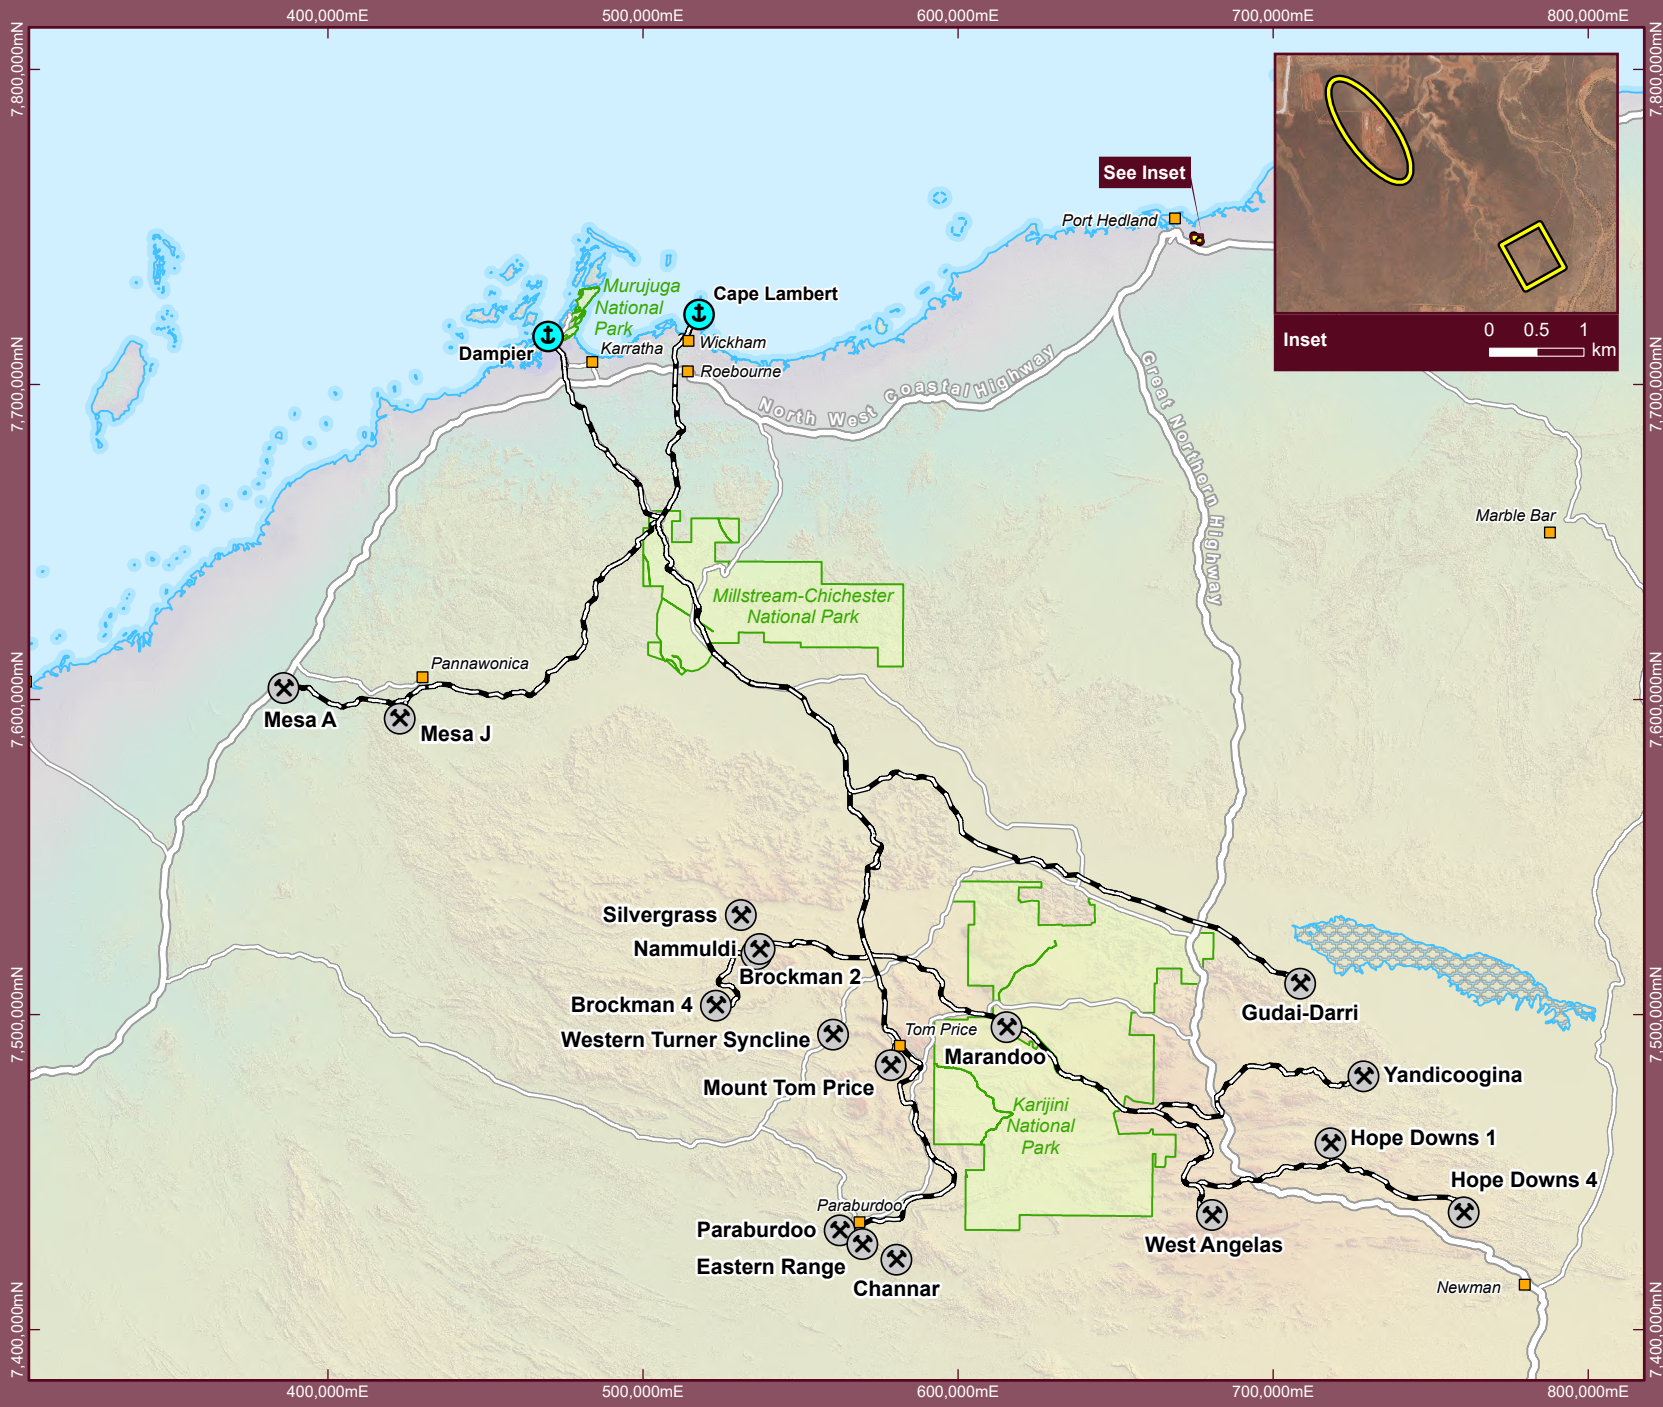 400,000mE
500,000mE
600,000mE
700,000mE
800,000mE
7,800,000mN
7,800,000mN
See Inset
Port Hedland
Inset
0 0.5 1
km
Murujuga
National
Park
Cape Lambert
Dampier
Karratha
Wickham
Roebourne
7,700,000mN
7,700,000mN
North West Coastal Highway
Great Northern Highway
Marble Bar
Millstream-Chichester
National Park
Pannawonica
Mesa A
Mesa J
7,600,000mN
7,600,000mN
Silvergrass
Nammuldi
Brockman 2
Brockman 4
Western Turner Syncline
Tom Price
Mount Tom Price
Marandoo
Gudai-Darri
7,500,000mN
7,500,000mN
Yandicoogina
Karijini
National
Park
Hope Downs 1
Hope Downs 4
Paraburdoo
Paraburdoo
Eastern Range
Channar
West Angelas
Newman
7,400,000mN
7,400,000mN
400,000mE
500,000mE
600,000mE
700,000mE
800,000mE